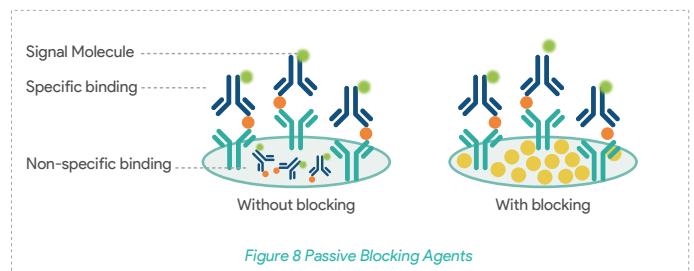 Signal Molecule
Specific binding
Non-specific binding
Without blocking
With blocking
Figure 8 Passive Blocking Agents